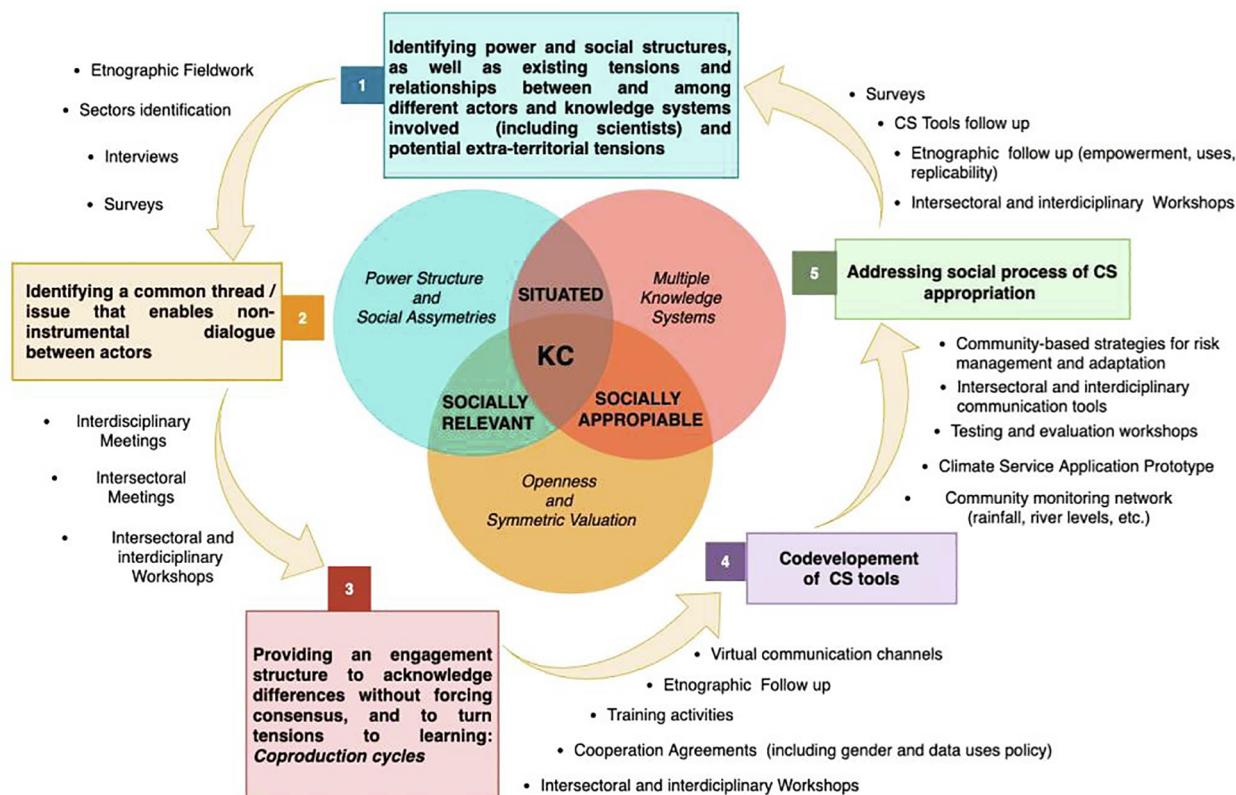 1
Identifying power and social structures,
as well as existing tensions and
relationships between and among
different actors and knowledge systems
involved (including scientists) and
potential extra-territorial tensions
• Etnographic Fieldwork
• Sectors identification
• Interviews
• Surveys
2
Identifying a common thread /
issue that enables non-
instrumental dialogue
between actors
• Interdisciplinary
Meetings
• Intersectoral
Meetings
• Intersectoral and
interdiciplinary
Workshops
3
Providing an engagement
structure to acknowledge
differences without forcing
consensus, and to turn
tensions to learning:
Coproduction cycles
• Virtual communication channels
• Etnographic Follow up
• Training activities
• Cooperation Agreements (including gender and data uses policy)
• Intersectoral and interdiciplinary Workshops
4
Codevelopement
of CS tools
• Community-based strategies for risk
management and adaptation
• Intersectoral and interdiciplinary
communication tools
• Testing and evaluation workshops
• Climate Service Application Prototype
• Community monitoring network
(rainfall, river levels, etc.)
5
Addressing social process of CS
appropriation
• Surveys
• CS Tools follow up
• Etnographic follow up (empowerment, uses,
replicability)
• Intersectoral and interdiciplinary Workshops
Power Structure
and
Social Assymetries
SITUATED
Multiple
Knowledge
Systems
KC
SOCIALLY
RELEVANT
SOCIALLY
APPROPIABLE
Openness
and
Symmetric Valuation